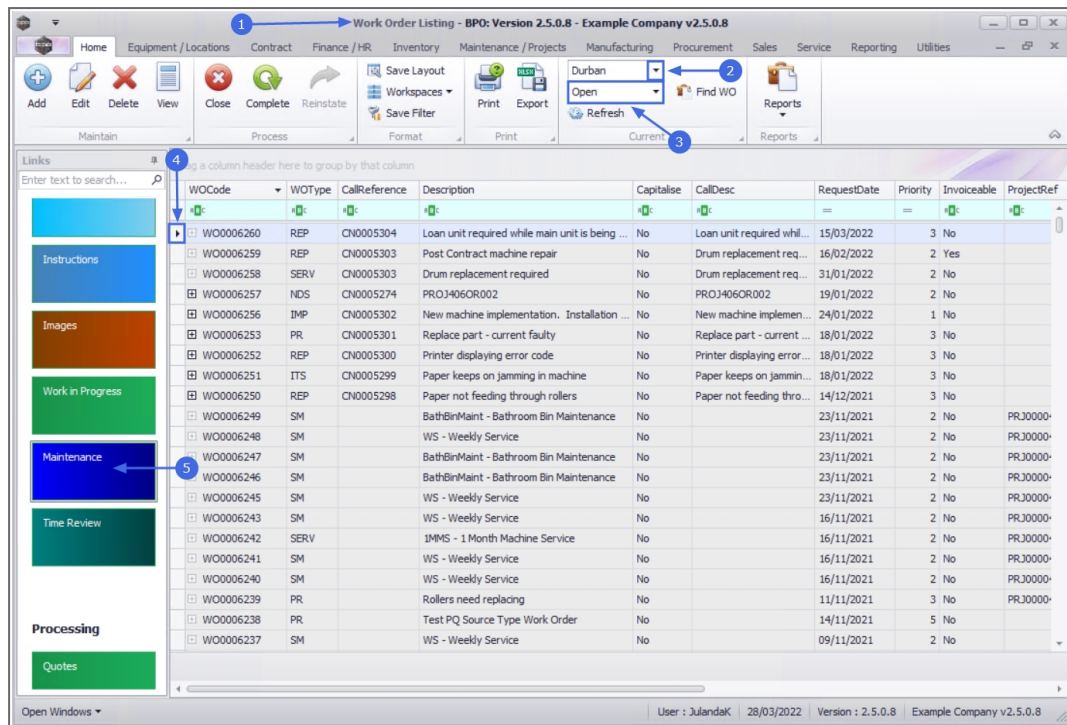 Work Order Listing - BPO: Version 2.5.0.8 - Example Company v2.5.0.8
1
Home Equipment / Locations Contract Finance / HR Inventory Maintenance / Projects Manufacturing Procurement Sales Service Reporting Utilities
Add Edit Delete View
Maintain
Close Complete Reinstate
Process
Save Layout
Workspaces
Save Filter
Format
Print Export
Print
Durban
Open
Refresh
Find WO
Current
2
3
Reports
Reports
Links
Enter text to search...
Instructions
Images
Work in Progress
Maintenance
Time Review
Processing
Quotes
4
5
a column header here to group by that column
WOCode WOType CallReference Description Capitalise CallDesc RequestDate Priority Invoiceable ProjectRef
WO0006260 REP CN0005304 Loan unit required while main unit is being ... No Loan unit required whil... 15/03/2022 3 No
WO0006259 REP CN0005303 Post Contract machine repair No Drum replacement req... 16/02/2022 2 Yes
WO0006258 SERV CN0005303 Drum replacement required No Drum replacement req... 31/01/2022 2 No
WO0006257 NDS CN0005274 PROJ406OR002 No PROJ406OR002 19/01/2022 2 No
WO0006256 IMP CN0005302 New machine implementation. Installation ... No New machine implemen... 24/01/2022 1 No
WO0006253 PR CN0005301 Replace part - current faulty No Replace part - current ... 18/01/2022 3 No
WO0006252 REP CN0005300 Printer displaying error code No Printer displaying error... 18/01/2022 3 No
WO0006251 ITS CN0005299 Paper keeps on jamming in machine No Paper keeps on jammin... 18/01/2022 3 No
WO0006250 REP CN0005298 Paper not feeding through rollers No Paper not feeding thro... 14/12/2021 3 No
WO0006249 SM BathBinMaint - Bathroom Bin Maintenance No 23/11/2021 2 No PRJ0000
WO0006248 SM WS - Weekly Service No 23/11/2021 2 No PRJ0000
WO0006247 SM BathBinMaint - Bathroom Bin Maintenance No 23/11/2021 2 No PRJ0000
WO0006246 SM BathBinMaint - Bathroom Bin Maintenance No 23/11/2021 2 No PRJ0000
WO0006245 SM WS - Weekly Service No 23/11/2021 2 No PRJ0000
WO0006243 SM WS - Weekly Service No 16/11/2021 2 No PRJ0000
WO0006242 SERV 1MMS - 1 Month Machine Service No 16/11/2021 2 No PRJ0000
WO0006241 SM WS - Weekly Service No 16/11/2021 2 No PRJ0000
WO0006240 SM WS - Weekly Service No 16/11/2021 2 No PRJ0000
WO0006239 PR Rollers need replacing No 11/11/2021 3 No PRJ0000
WO0006238 PR Test PQ Source Type Work Order No 14/11/2021 5 No
WO0006237 SM WS - Weekly Service No 09/11/2021 2 No
Open Windows User : JulandaK 28/03/2022 Version : 2.5.0.8 Example Company v2.5.0.8